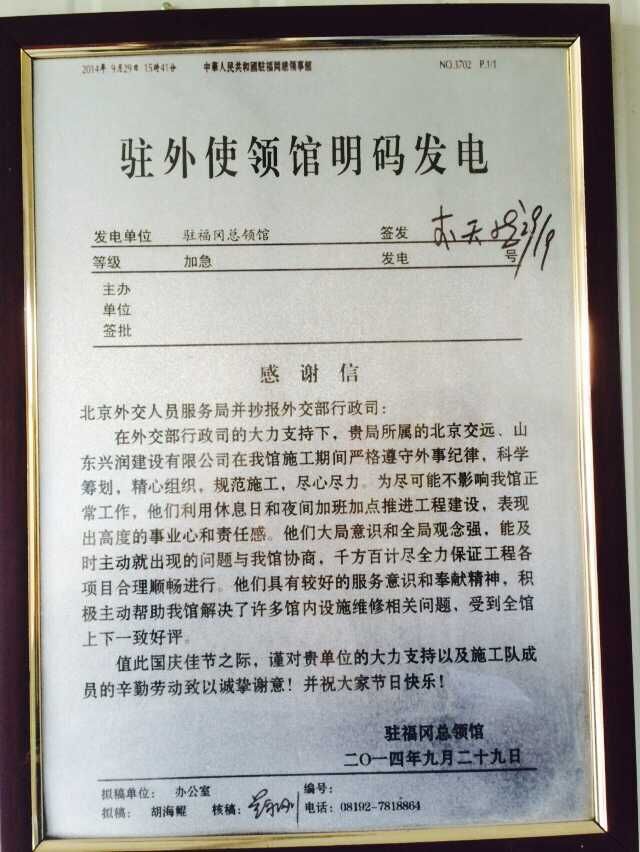 2014年 9月29日 15時41分 中華人民共和國駐福岡總領事館 NO.3702 P.1/1
驻外使领馆明码发电
发电单位 驻福冈总领馆 签发
等级 加急 发电 号
主办
单位
签批
感谢信
北京外交人员服务局并抄报外交部行政司：
在外交部行政司的大力支持下，贵局所属的北京交远、山
东兴润建设有限公司在我馆施工期间严格遵守外事纪律，科学
筹划，精心组织，规范施工，尽心尽力。为尽可能不影响我馆正
常工作，他们利用休息日和夜间加班加点推进工程建设，表现
出高度的事业心和责任感。他们大局意识和全局观念强，能及
时主动就出现的问题与我馆协商，千方百计尽全力保证工程各
项目合理顺畅进行。他们具有较好的服务意识和奉献精神，积
极主动帮助我馆解决了许多馆内设施维修相关问题，受到全馆
上下一致好评。
值此国庆佳节之际，谨对贵单位的大力支持以及施工队成
员的辛勤劳动致以诚挚谢意！并祝大家节日快乐！
驻福冈总领馆
二〇一四年九月二十九日
拟稿单位： 办公室 编号：
拟稿： 胡海鲲 核稿： 电话：08192-7818864